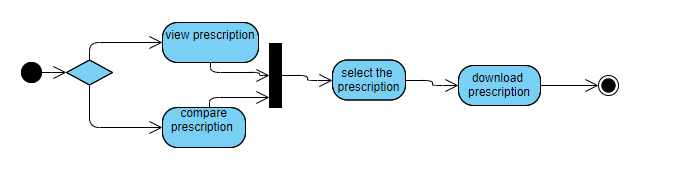 view prescription
compare
prescription
select the
prescription
download
prescription